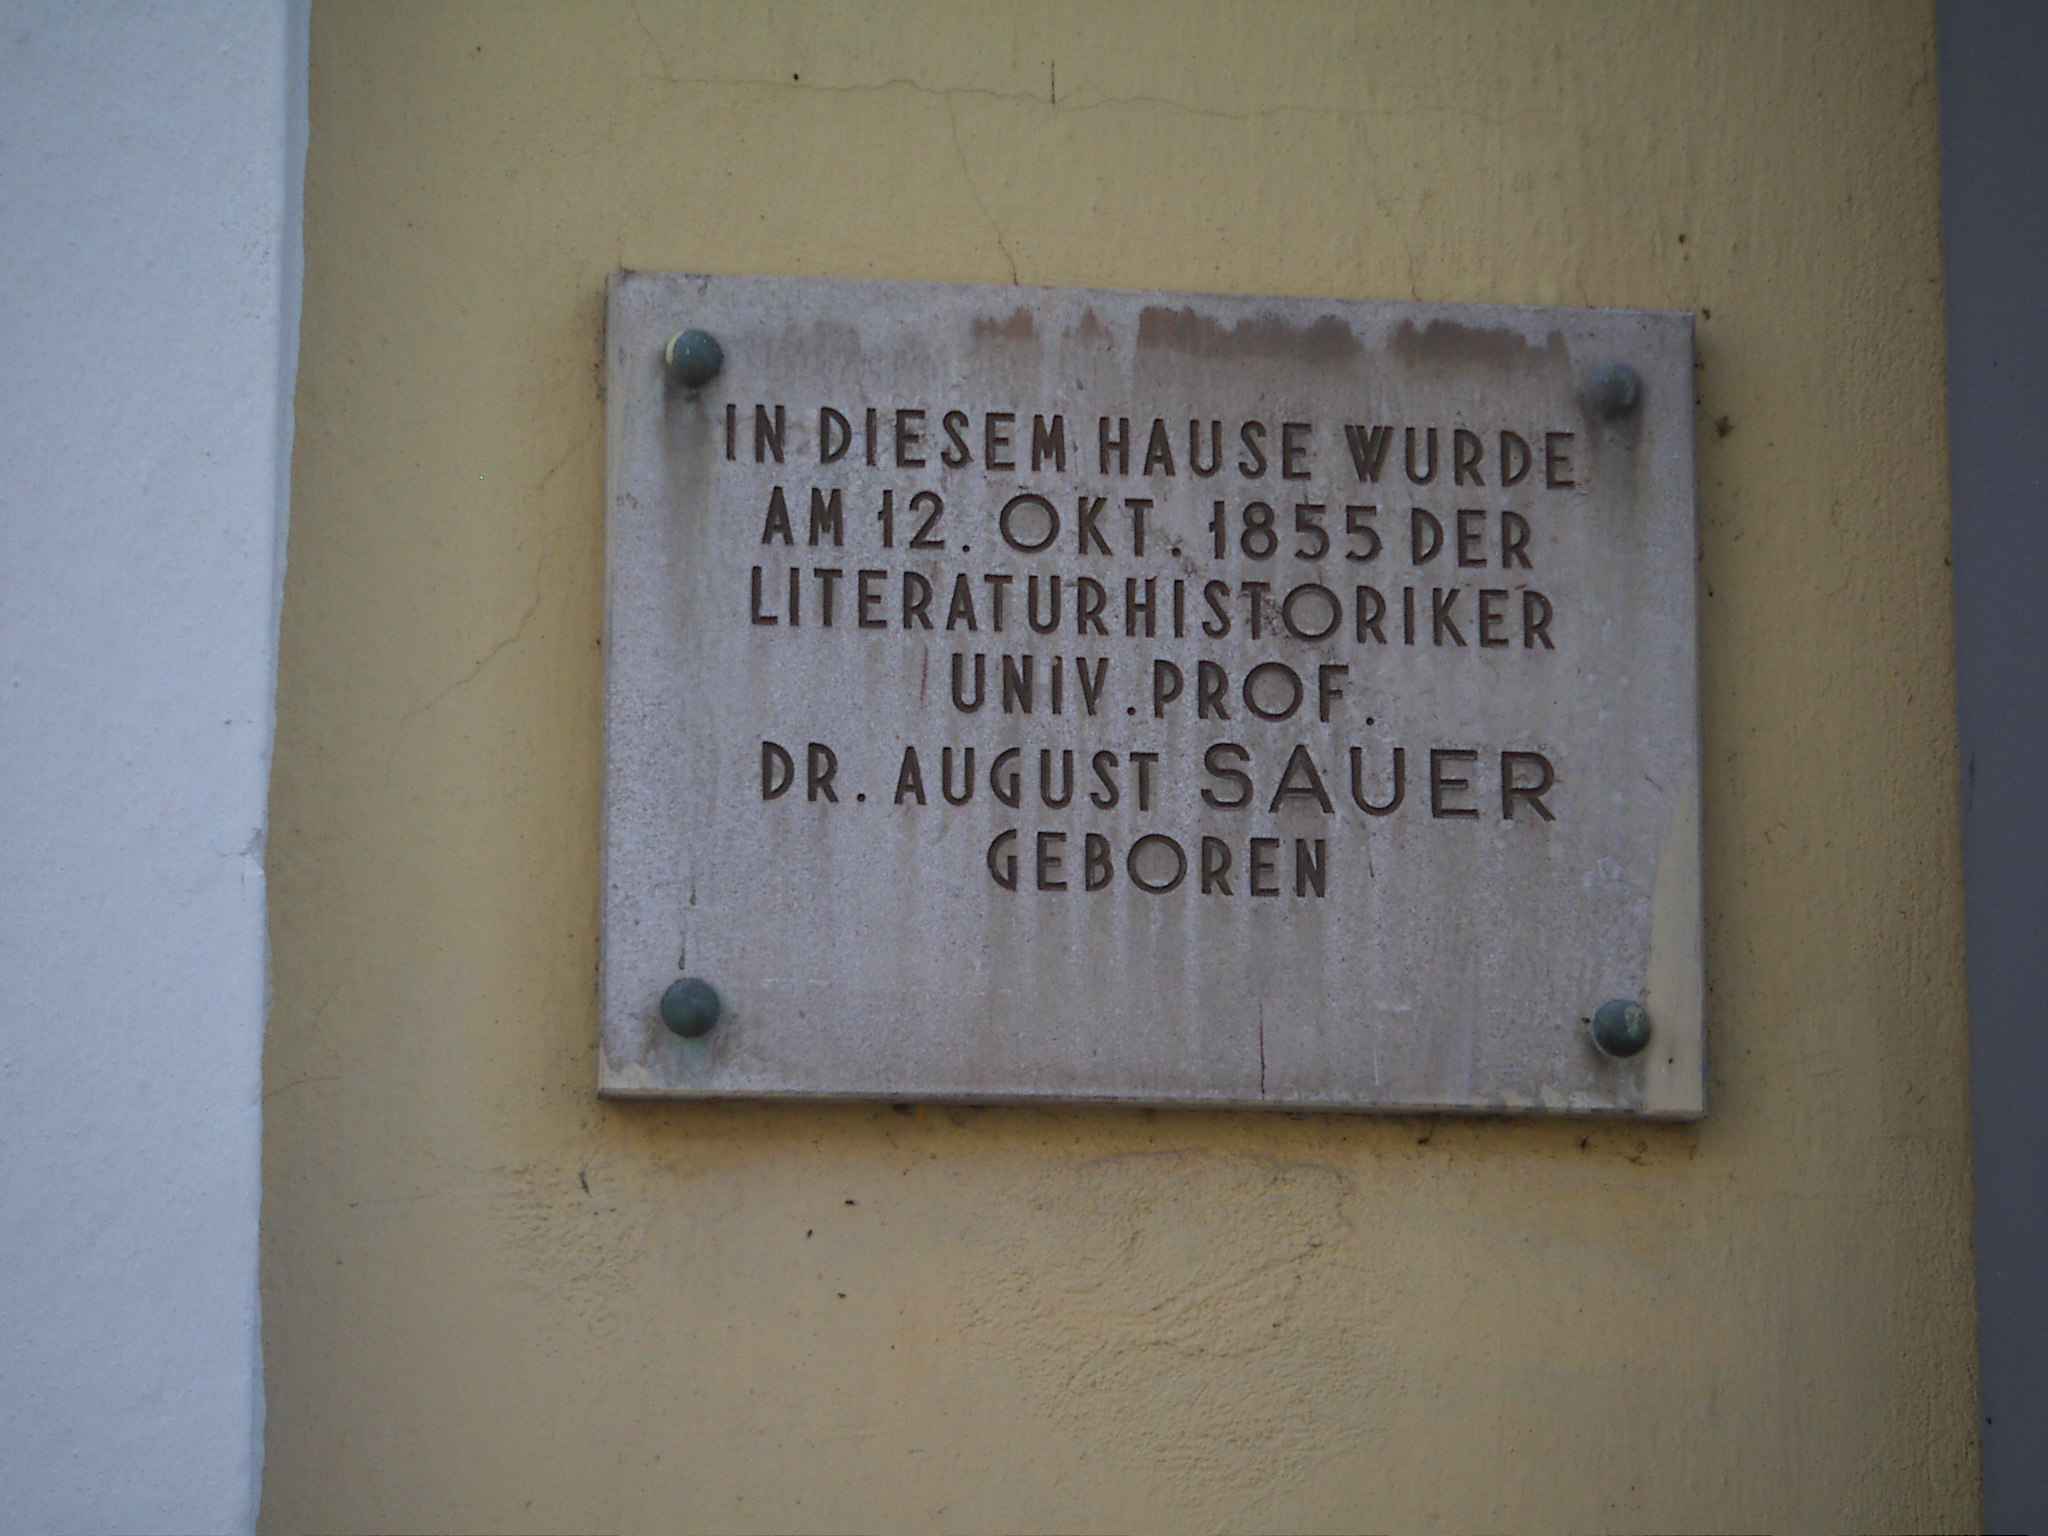 IN DIESEM HAUSE WURDE
AM 12. OKT. 1855 DER
LITERATURHISTORIKER
UNIV. PROF.
DR. AUGUST SAUER
GEBOREN